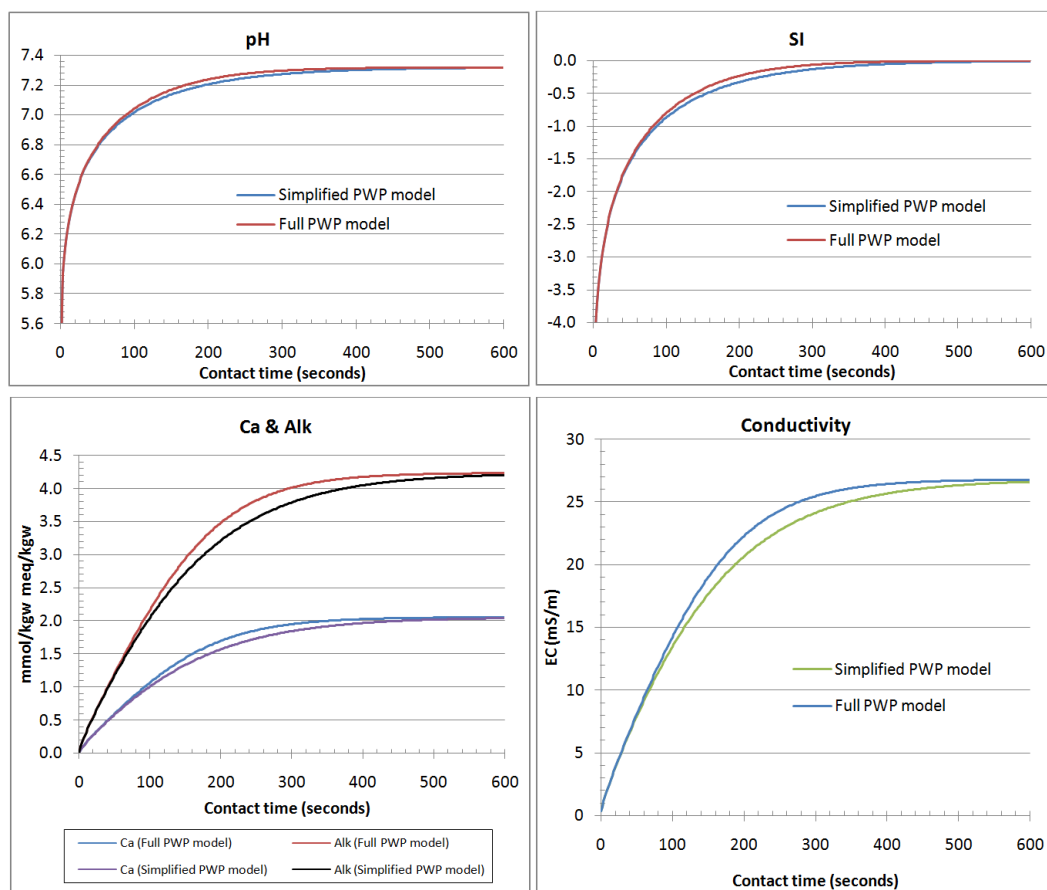 pH
7.4
7.2
7.0
6.8
6.6
6.4
6.2
6.0
5.8
5.6
0 100 200 300 400 500 600
Contact time (seconds)
Simplified PWP model
Full PWP model
SI
0.0
-0.5
-1.0
-1.5
-2.0
-2.5
-3.0
-3.5
-4.0
0 100 200 300 400 500 600
Contact time (seconds)
Simplified PWP model
Full PWP model
Ca & Alk
mmol/kgw meq/kgw
4.5
4.0
3.5
3.0
2.5
2.0
1.5
1.0
0.5
0.0
0 100 200 300 400 500 600
Contact time (seconds)
Ca (Full PWP model) Alk (Full PWP model)
Ca (Simplified PWP model) Alk (Simplified PWP model)
Conductivity
EC (mS/m)
30
25
20
15
10
5
0
0 100 200 300 400 500 600
Contact time (seconds)
Simplified PWP model
Full PWP model